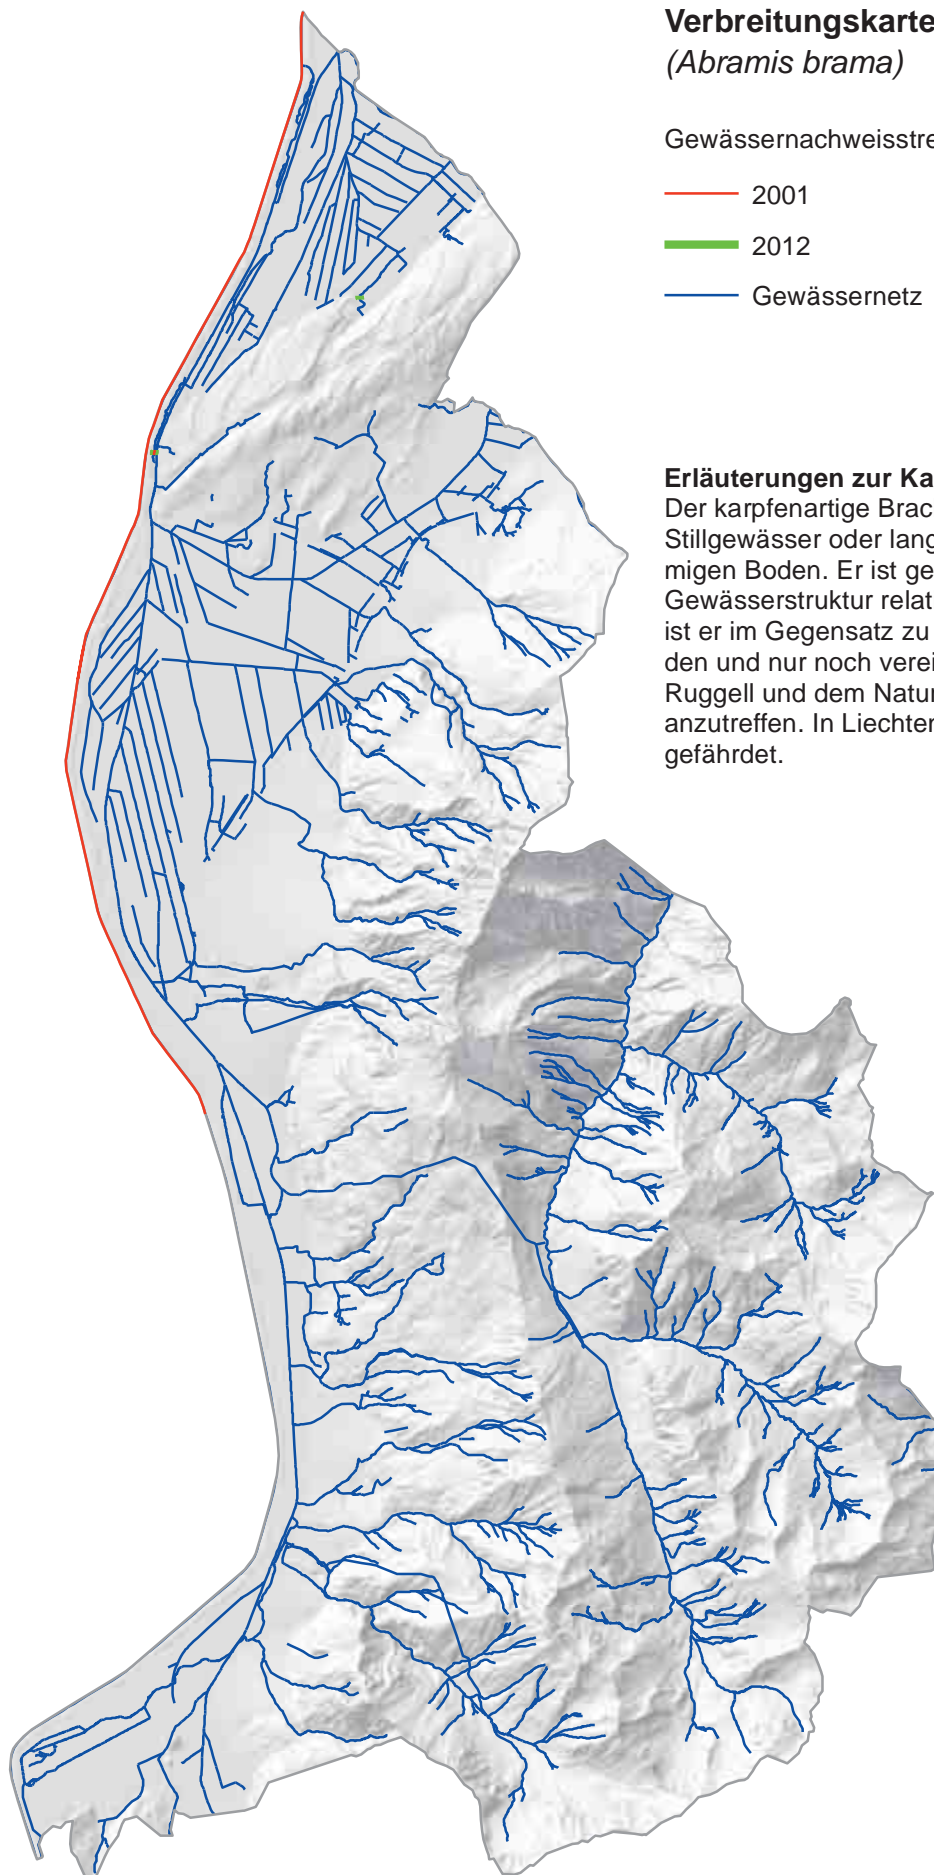 Verbreitungskarte
(Abramis brama)
Gewässernachweisstre
2001
2012
Gewässernetz
Erläuterungen zur Ka
Der karpfenartige Brac
Stillgewässer oder lang
migen Boden. Er ist ge
Gewässerstruktur relat
ist er im Gegensatz zu
den und nur noch verei
Ruggell und dem Natur
anzutreffen. In Liechter
gefährdet.